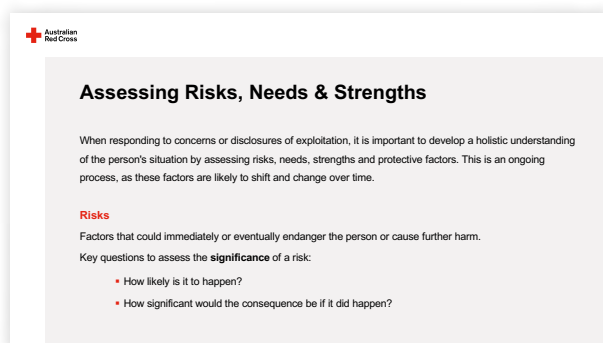 Australian
Red Cross
Assessing Risks, Needs & Strengths
When responding to concerns or disclosures of exploitation, it is important to develop a holistic understanding
of the person's situation by assessing risks, needs, strengths and protective factors. This is an ongoing
process, as these factors are likely to shift and change over time.
Risks
Factors that could immediately or eventually endanger the person or cause further harm.
Key questions to assess the significance of a risk:
▪ How likely is it to happen?
▪ How significant would the consequence be if it did happen?